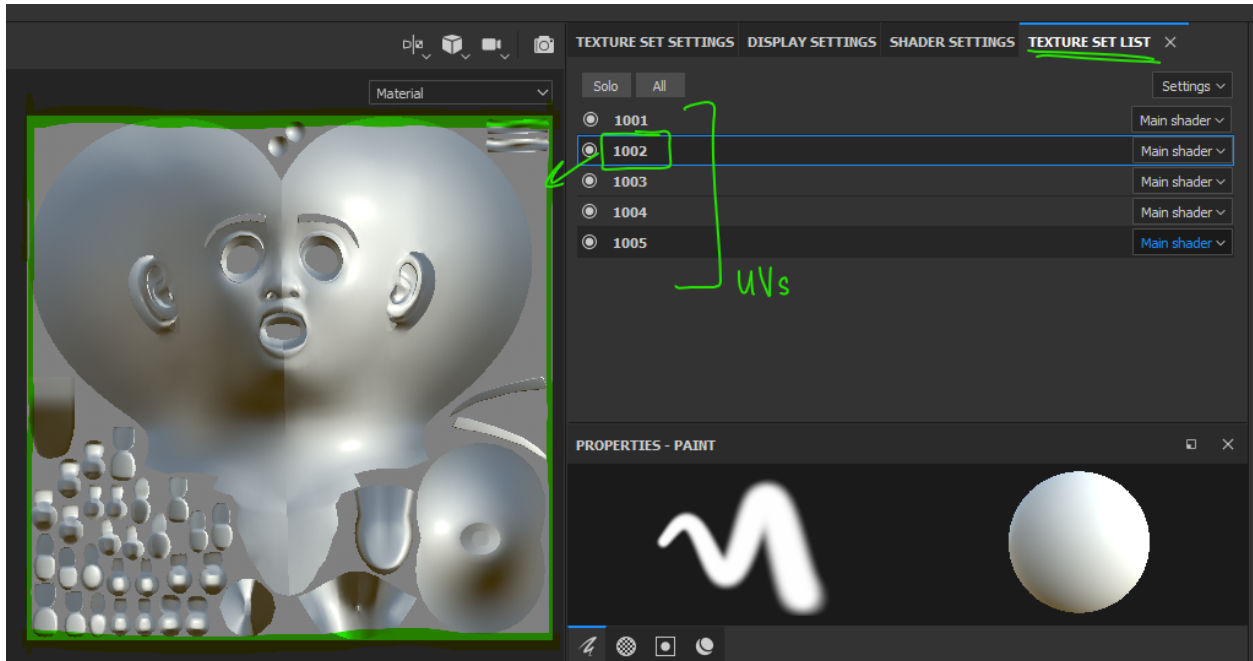 TEXTURE SET SETTINGS DISPLAY SETTINGS SHADER SETTINGS TEXTURE SET LIST
Material
Solo All Settings
1001 Main shader
1002 Main shader
1003 Main shader
1004 Main shader
1005 Main shader
UVs
PROPERTIES - PAINT